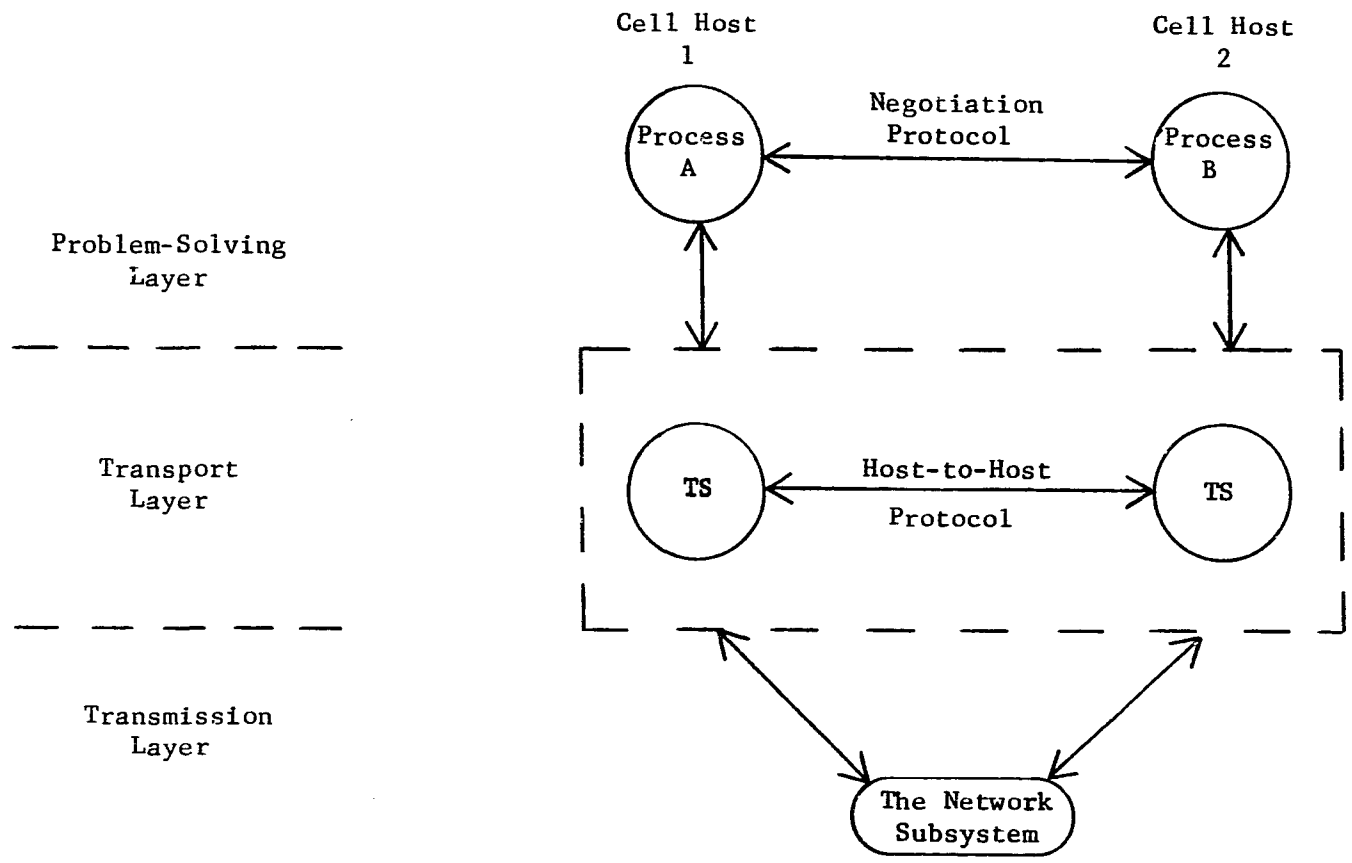 Cell Host
1
Cell Host
2
Negotiation
Protocol
Process
A
Process
B
Problem-Solving
Layer
Transport
Layer
TS
Host-to-Host
Protocol
TS
Transmission
Layer
The Network
Subsystem